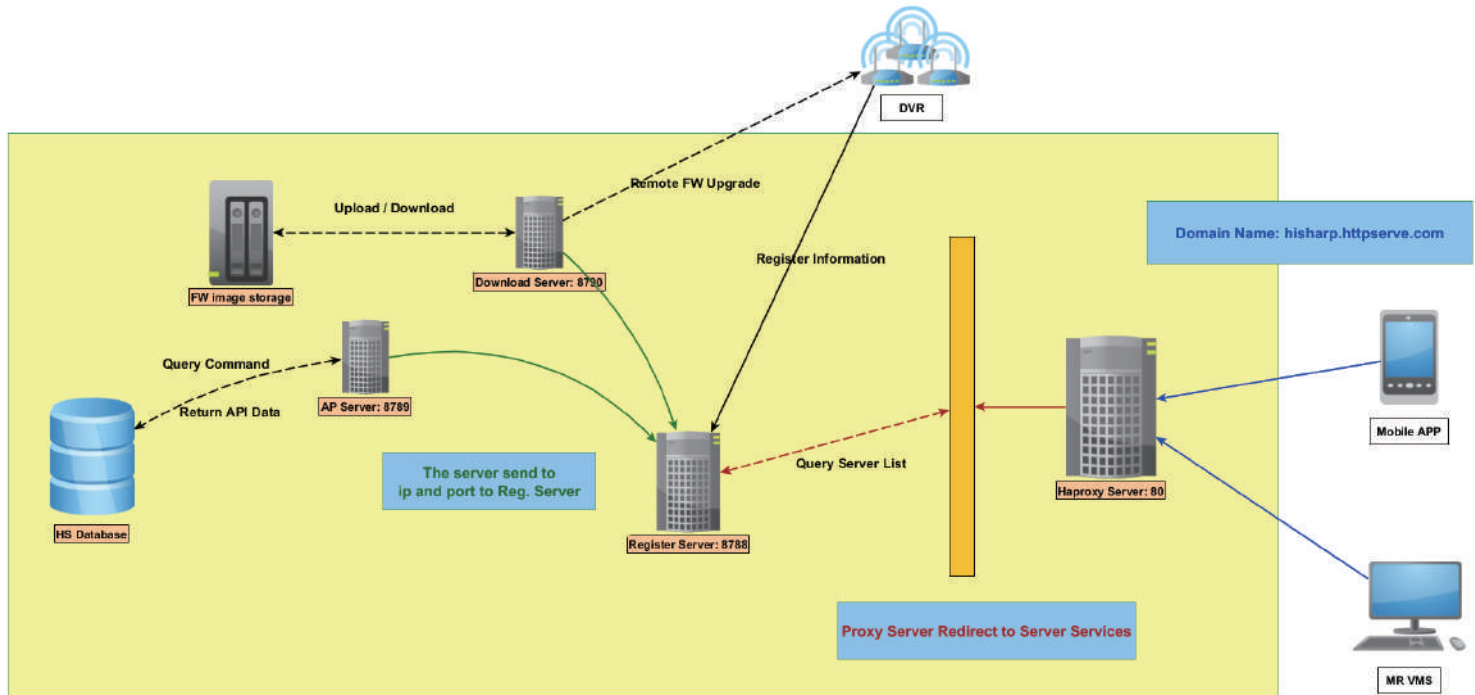 DVR
Remote FW Upgrade
Upload / Download
Domain Name: hisharp.httpserve.com
Register Information
Download Server: 8790
FW image storage
Query Command
AP Server: 8789
Return API Data
Mobile APP
Query Server List
The server send to
ip and port to Reg. Server
Haproxy Server: 80
HS Database
Register Server: 8788
Proxy Server Redirect to Server Services
MR VMS